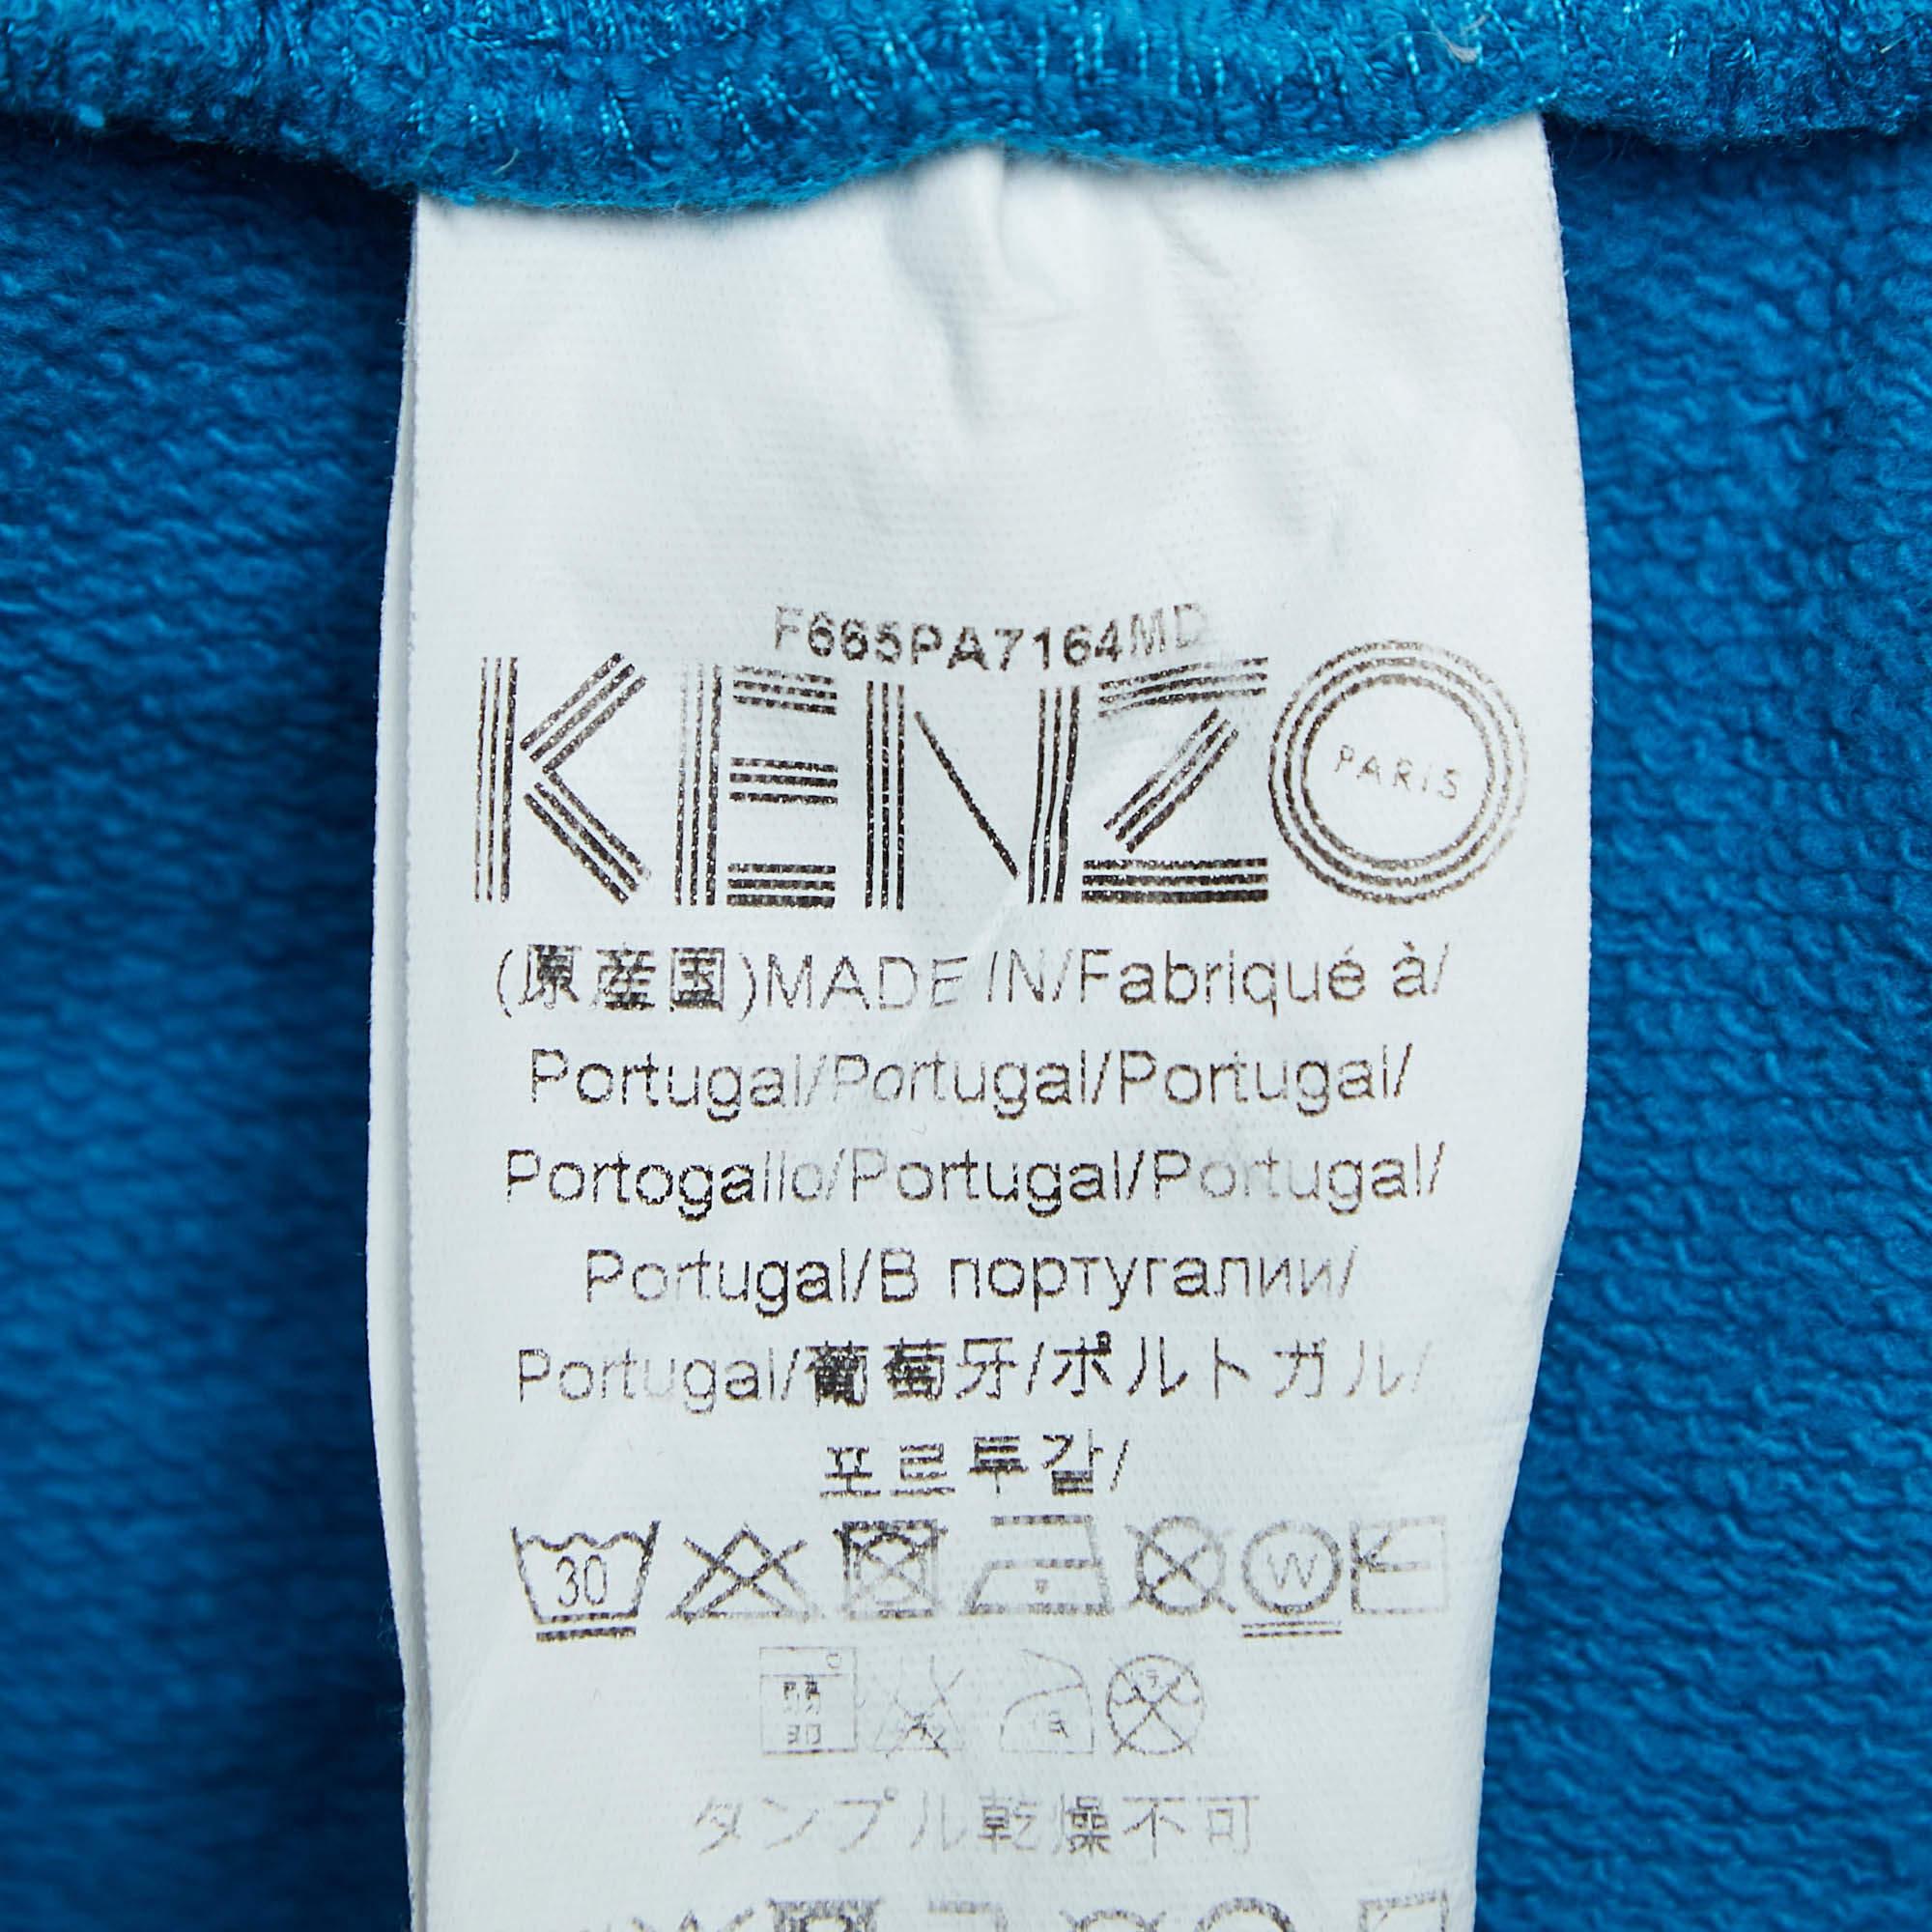 F665PA7164MD
KENZO
PARIS
(原産国)MADE IN/Fabriqué à/
Portugal/Portugal/Portugal/
Portogallo/Portugal/Portugal/
Portugal/В португалии/
Portugal/葡萄牙/ポルトガル/
포르투갈/
30 W
タンブル乾燥不可